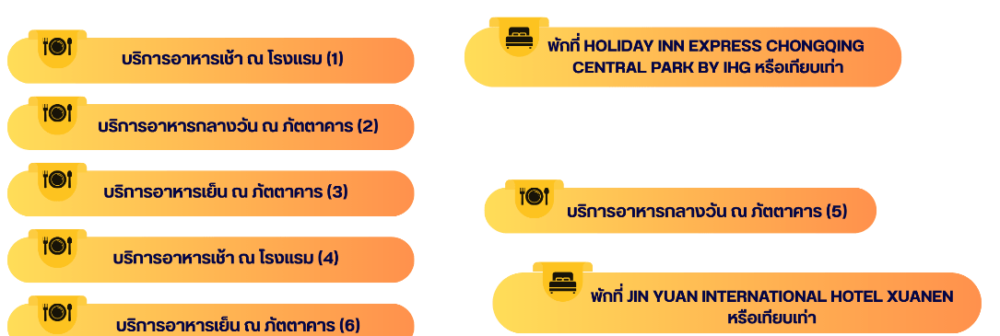 บริการอาหารเช้า ณ โรงแรม (1)
บริการอาหารกลางวัน ณ ภัตตาคาร (2)
บริการอาหารเย็น ณ ภัตตาคาร (3)
บริการอาหารเช้า ณ โรงแรม (4)
บริการอาหารเย็น ณ ภัตตาคาร (6)
พักที่ HOLIDAY INN EXPRESS CHONGQING
CENTRAL PARK BY IHG หรือเทียบเท่า
บริการอาหารกลางวัน ณ ภัตตาคาร (5)
พักที่ JIN YUAN INTERNATIONAL HOTEL XUANEN
หรือเทียบเท่า